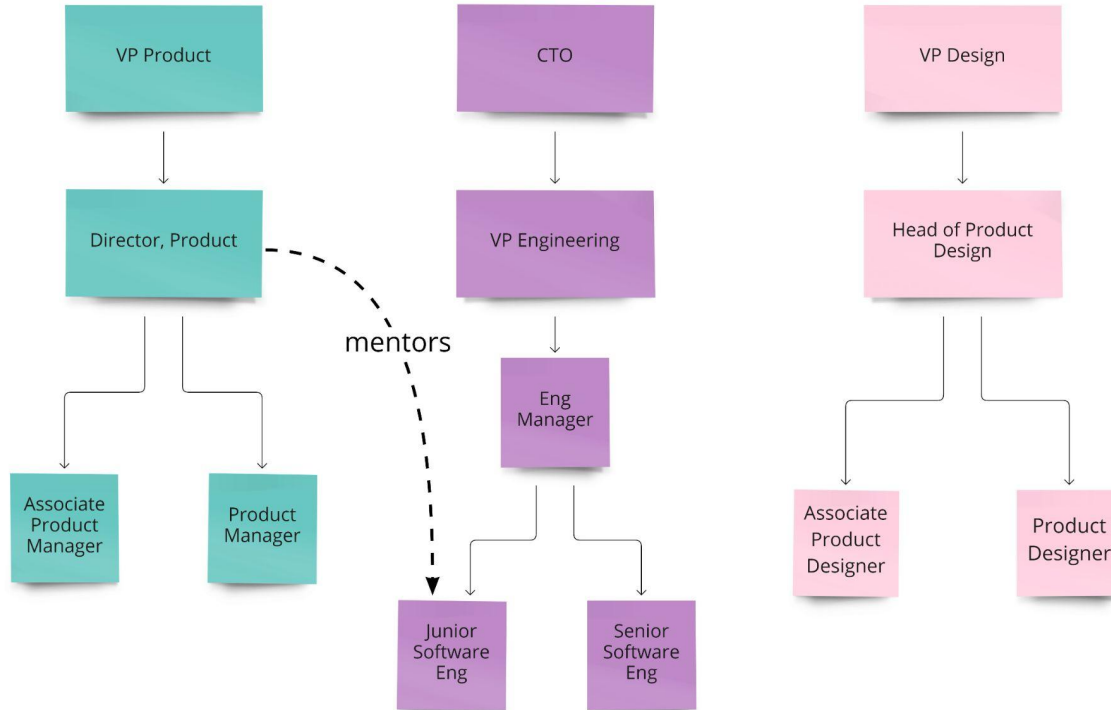 VP Product
CTO
VP Design
Director, Product
VP Engineering
Head of Product
Design
mentors
Eng
Manager
Associate
Product
Manager
Product
Manager
Associate
Product
Designer
Product
Designer
Junior
Software
Eng
Senior
Software
Eng